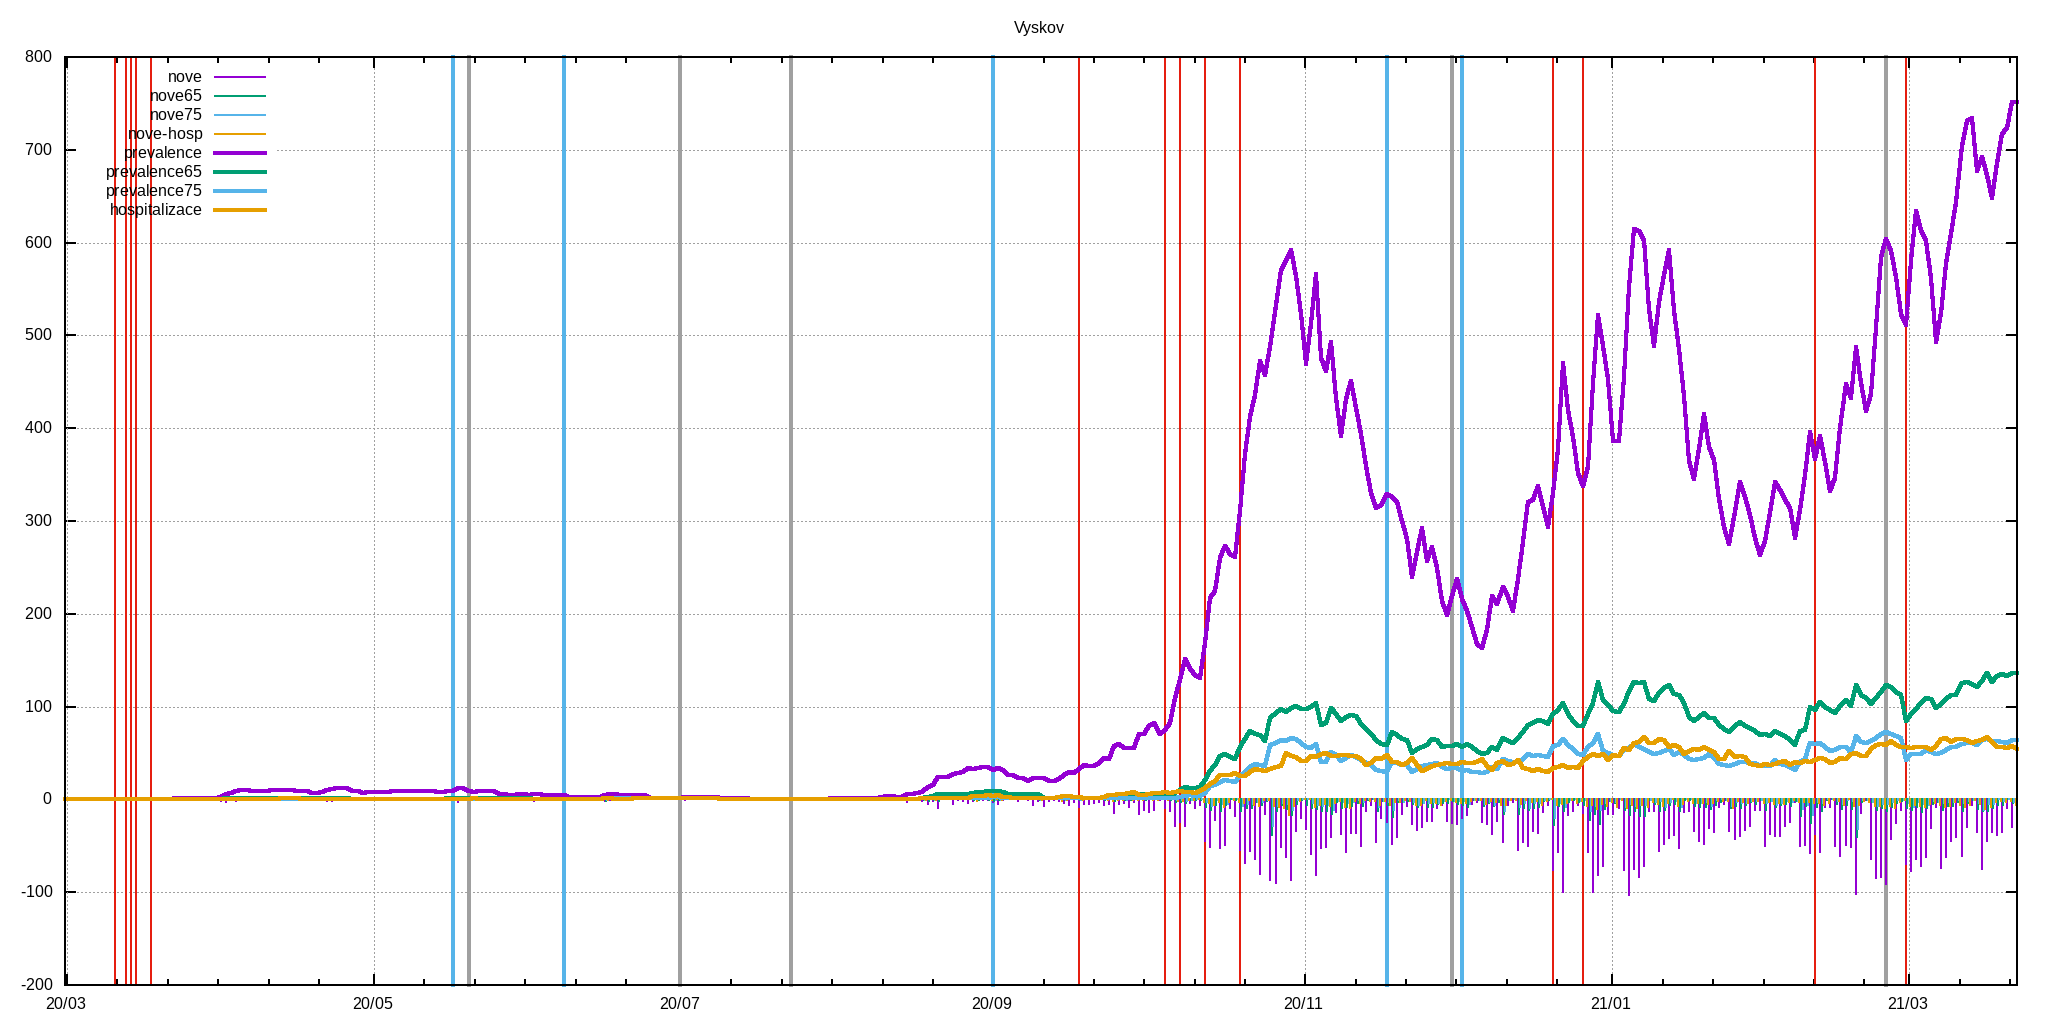 Vyskov
800
700
600
500
400
300
200
100
0
-100
-200
nove
nove65
nove75
nove-hosp
prevalence
prevalence65
prevalence75
hospitalizace
20/03 20/05 20/07 20/09 20/11 21/01 21/03